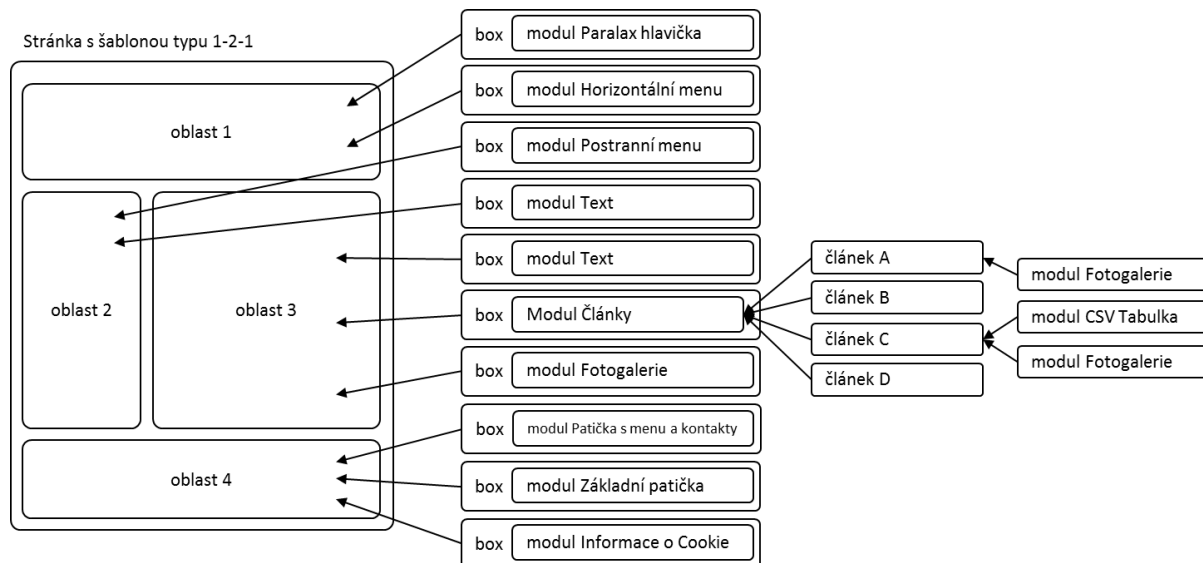 Stránka s šablonou typu 1-2-1
oblast 1
oblast 2
oblast 3
oblast 4
box
modul Paralax hlavička
box
modul Horizontální menu
box
modul Postranní menu
box
modul Text
box
modul Text
box
Modul Články
box
modul Fotogalerie
box
modul Patička s menu a kontakty
box
modul Základní patička
box
modul Informace o Cookie
článek A
článek B
článek C
článek D
modul Fotogalerie
modul CSV Tabulka
modul Fotogalerie